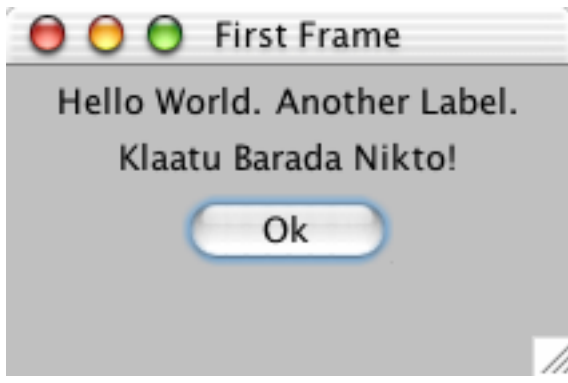 First Frame
Hello World. Another Label.
Klaatu Barada Nikto!
Ok